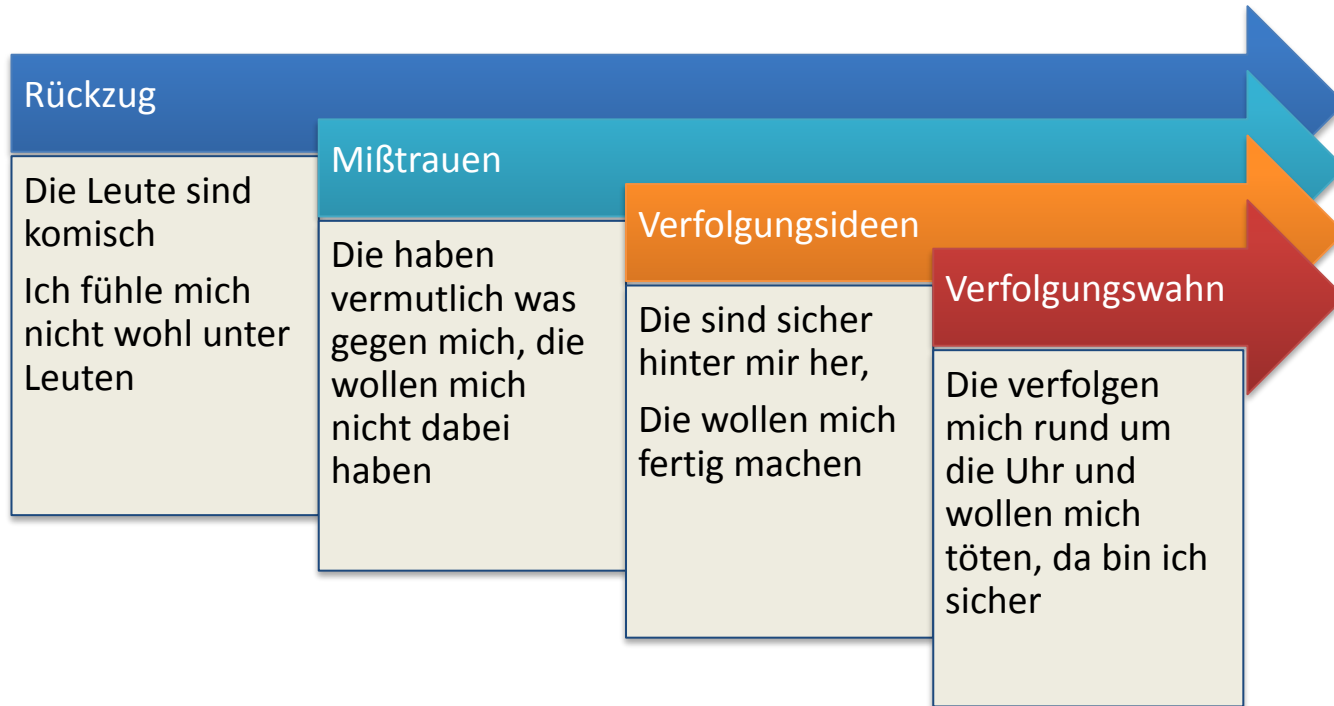 Rückzug
Die Leute sind
komisch
Ich fühle mich
nicht wohl unter
Leuten
Mißtrauen
Die haben
vermutlich was
gegen mich, die
wollen mich
nicht dabei
haben
Verfolgungsideen
Die sind sicher
hinter mir her,
Die wollen mich
fertig machen
Verfolgungswahn
Die verfolgen
mich rund um
die Uhr und
wollen mich
töten, da bin ich
sicher